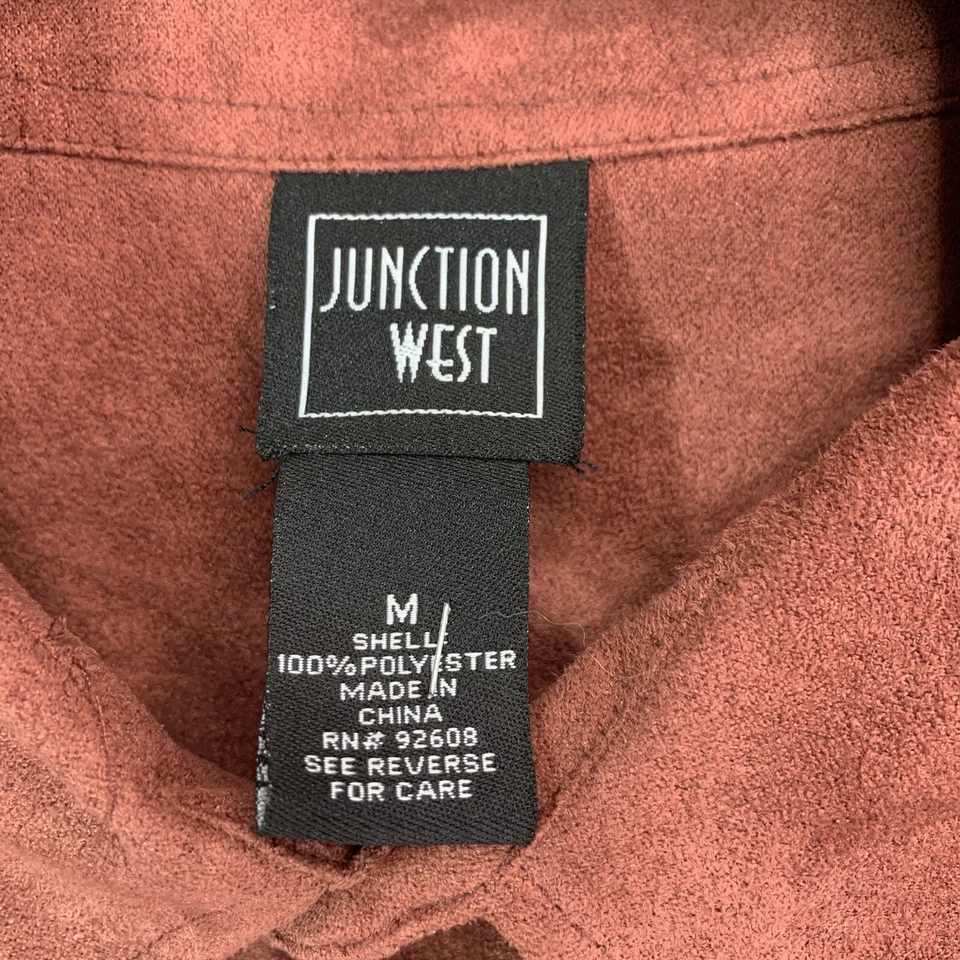 JUNCTION
WEST
M
SHELL:
100%POLYESTER
MADE IN
CHINA
RN# 92608
SEE REVERSE
FOR CARE